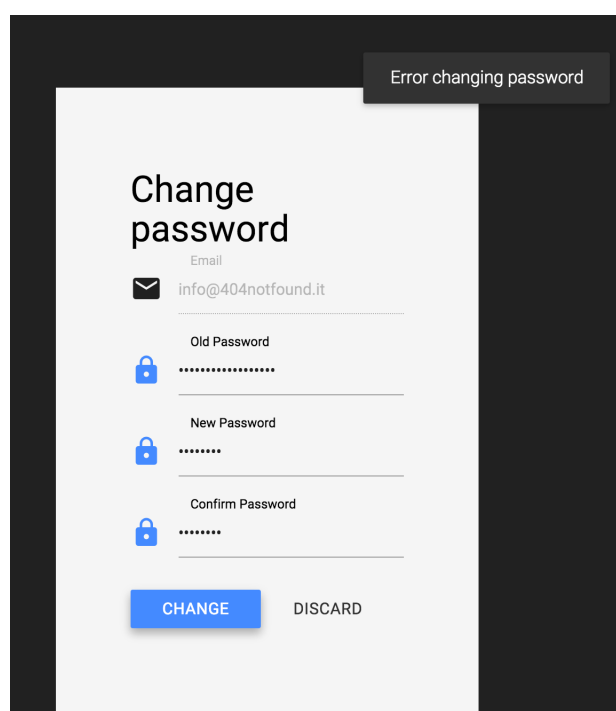 Error changing password
Change
password
Email
info@404notfound.it
Old Password
••••••••••••••••••
New Password
••••••••
Confirm Password
••••••••
CHANGE DISCARD